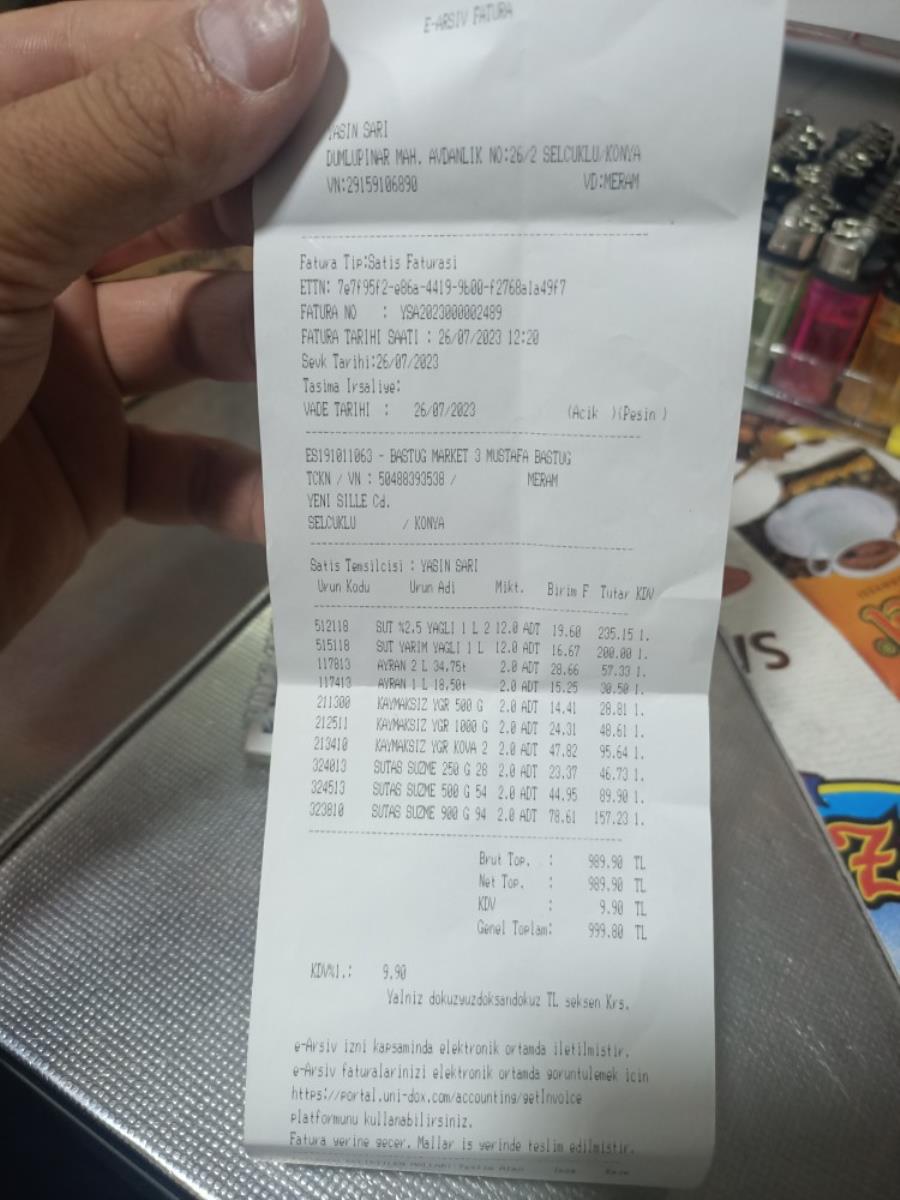 E-ARSIV FATURA
YASIN SARI
DUMLUPINAR MAH. AVDANLIK NO:26/2 SELCUKLU/KONYA
VN:29159106890 VD:MERAM
Fatura Tip:Satis Faturasi
ETTN: 7e7f95f2-e86a-4419-9b00-f2768a1a49f7
FATURA NO : YSA2023000002489
FATURA TARIHI SAATI : 26/07/2023 12:20
Sevk Tarihi:26/07/2023
Tasima Irsaliye:
VADE TARIHI : 26/07/2023 (Acik )(Pesin )
ES191011063 - BASTUG MARKET 3 MUSTAFA BASTUG
TCKN / VN : 50488393538 / MERAM
YENI SILLE Cd.
SELCUKLU / KONYA
Satis Temsilcisi : YASIN SARI
Urun Kodu Urun Adi Mikt. Birim F Tutar KDV
512118 SUT %2.5 YAGLI 1 L 2 12.0 ADT 19.60 235.15 1.
515118 SUT YARIM YAGLI 1 L 12.0 ADT 16.67 200.00 1.
117813 AYRAN 2 L 34.75t 2.0 ADT 28.66 57.33 1.
117413 AYRAN 1 L 18,50t 2.0 ADT 15.25 30.50 1.
211300 KAYMAKSIZ YGR 500 G 2.0 ADT 14.41 28.81 1.
212511 KAYMAKSIZ YGR 1000 G 2.0 ADT 24.31 48.61 1.
213410 KAYMAKSIZ YGR KOVA 2 2.0 ADT 47.82 95.64 1.
324013 SUTAS SUZME 250 G 28 2.0 ADT 23.37 46.73 1.
324513 SUTAS SUZME 500 G 54 2.0 ADT 44.95 89.90 1.
323810 SUTAS SUZME 900 G 94 2.0 ADT 78.61 157.23 1.
Brut Top. : 989.90 TL
Net Top. : 989.90 TL
KDV : 9.90 TL
Genel Toplam: 999.80 TL
KDV%1.: 9.90
Yalniz dokuzyuzdoksandokuz TL seksen Krs.
e-Arsiv izni kapsaminda elektronik ortamda iletilmistir.
e-Arsiv faturalarinizi elektronik ortamda goruntulemek icin
https://portal.uni-dox.com/accounting/getInvoice
platformunu kullanabilirsiniz.
Fatura yerine gecer. Mallar is yerinde teslim edilmistir.